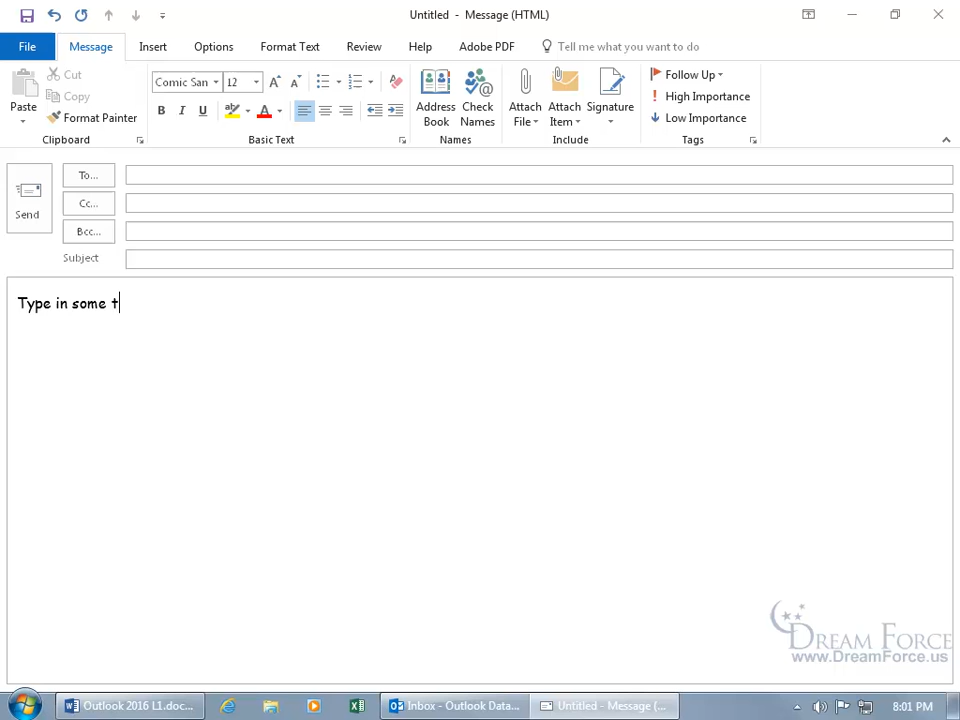 Untitled - Message (HTML)
File Message Insert Options Format Text Review Help Adobe PDF Tell me what you want to do
Paste Cut Copy Format Painter
Clipboard
Comic San 12
B I U A
Basic Text
Address Book Check Names
Names
Attach File Attach Item Signature
Include
Follow Up
High Importance
Low Importance
Tags
Send
To...
Cc...
Bcc...
Subject
Type in some t
DREAM FORCE
www.DreamForce.us
Outlook 2016 L1.doc... Inbox - Outlook Data... Untitled - Message (... 8:01 PM